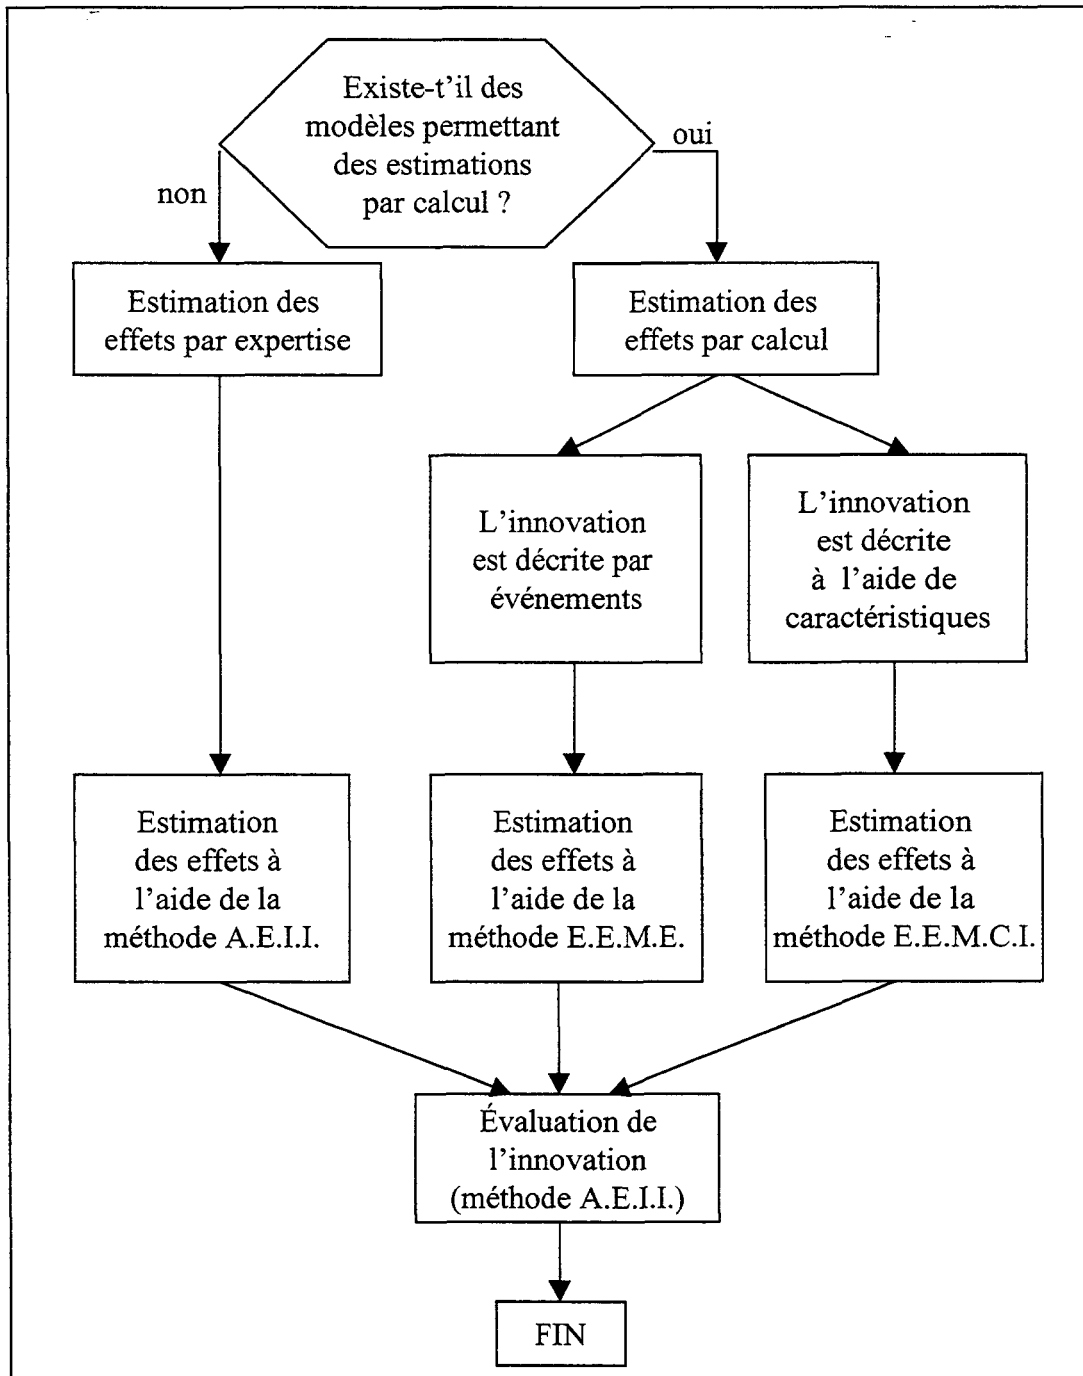 Existe-t'il des
modèles permettant
des estimations
par calcul ?
oui
non
Estimation des
effets par expertise
Estimation des
effets par calcul
L'innovation
est décrite par
événements
L'innovation
est décrite
à l'aide de
caractéristiques
Estimation
des effets à
l'aide de la
méthode A.E.I.I.
Estimation
des effets à
l'aide de la
méthode E.E.M.E.
Estimation
des effets à
l'aide de la
méthode E.E.M.C.I.
Évaluation de
l'innovation
(méthode A.E.I.I.)
FIN